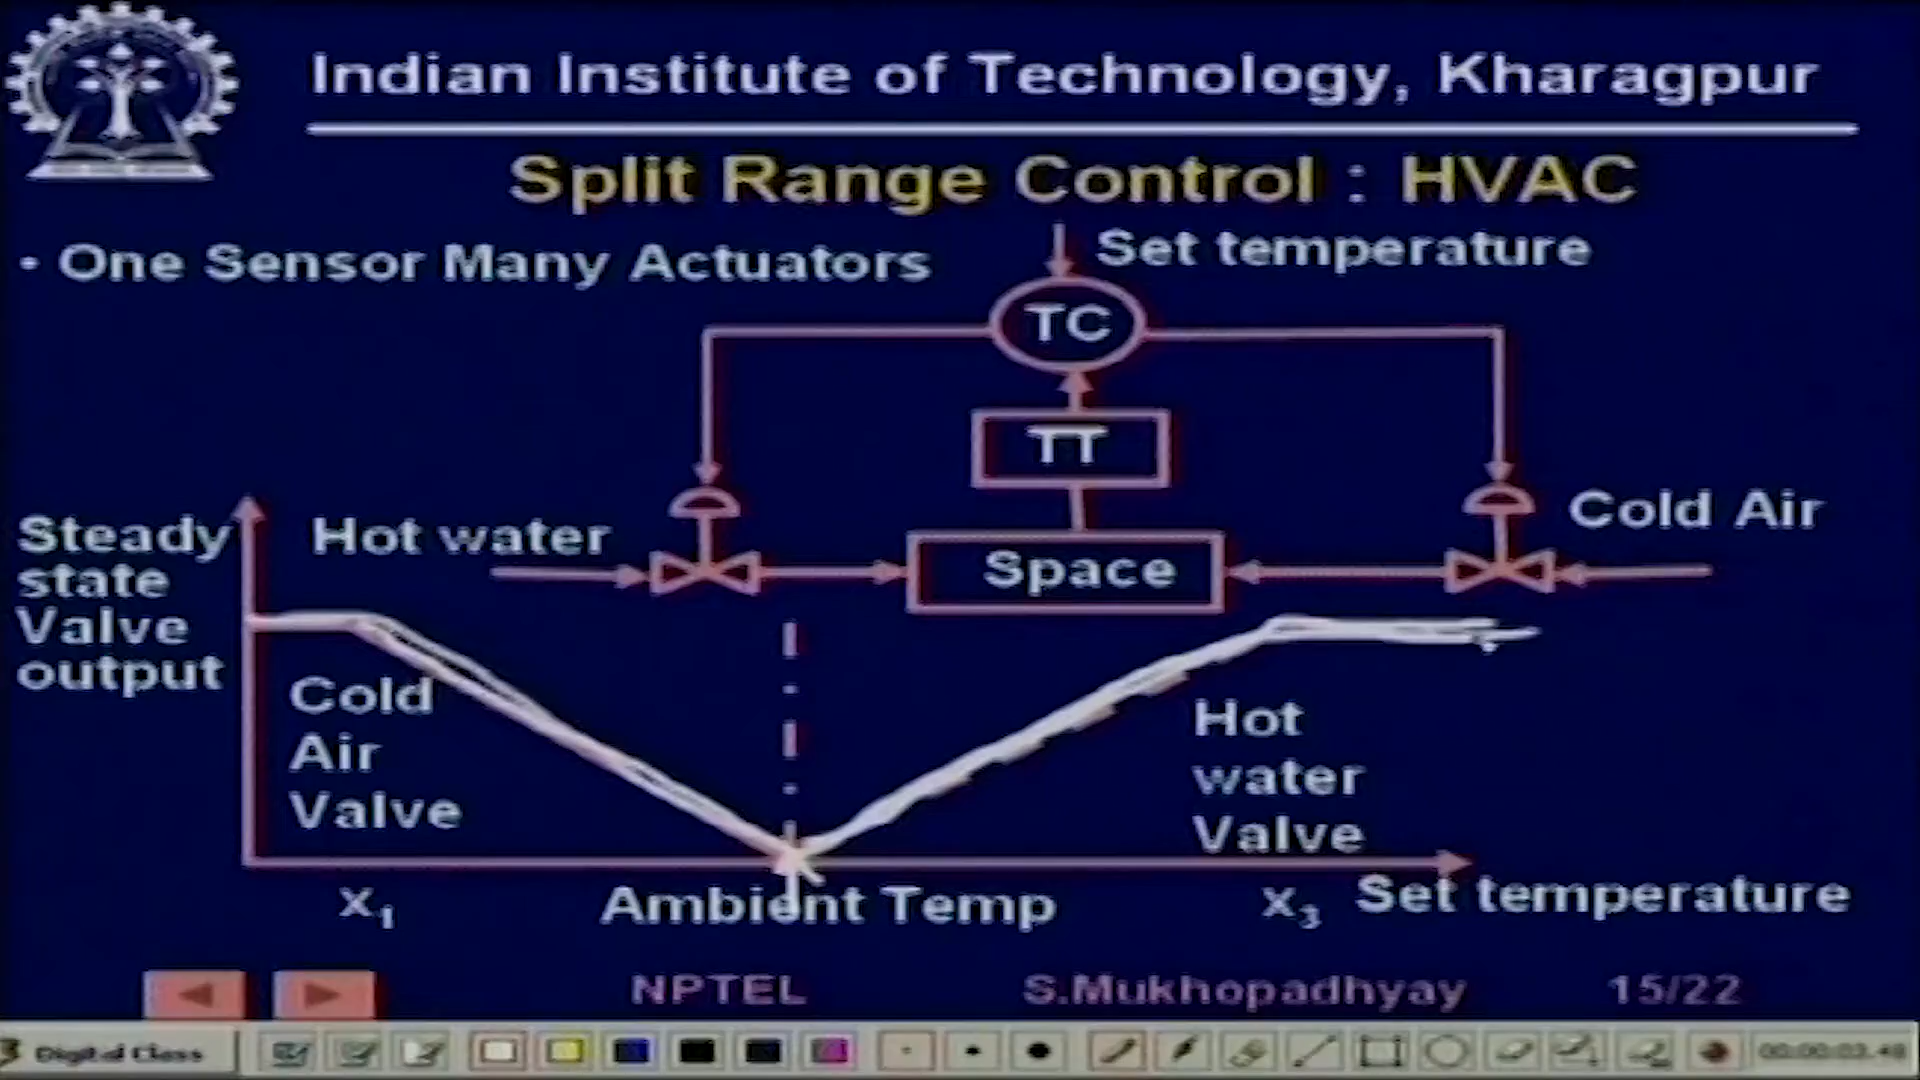 Indian Institute of Technology, Kharagpur
Split Range Control : HVAC
• One Sensor Many Actuators
Set temperature
TC
TT
Steady
state
Valve
output
Hot water
Space
Cold Air
Cold
Air
Valve
Hot
water
Valve
x1
Ambient Temp
x3
Set temperature
NPTEL
S.Mukhopadhyay
15/22
Digital Class